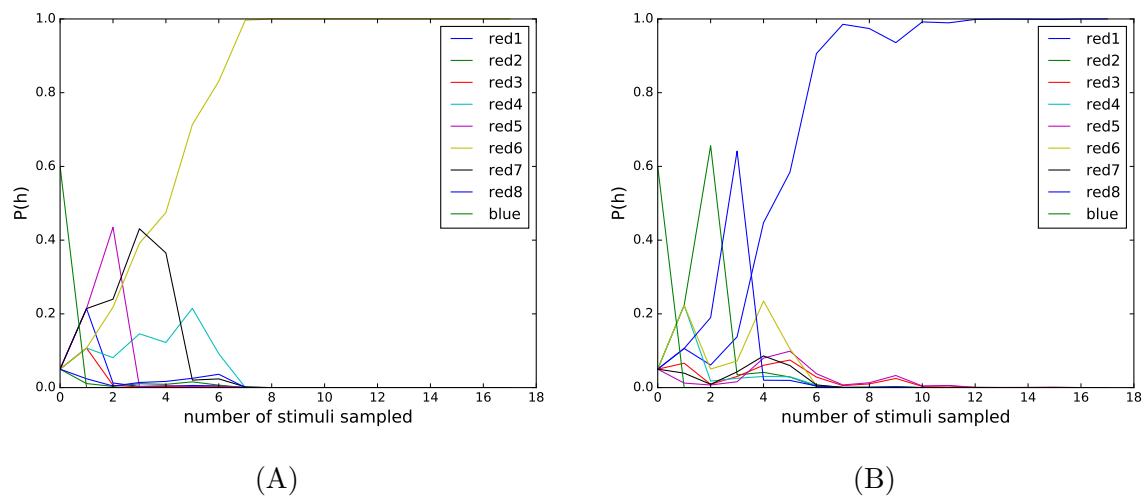 1.0
0.8
0.6
0.4
0.2
0.0
P(h)
0 2 4 6 8 10 12 14 16 18
number of stimuli sampled
red1
red2
red3
red4
red5
red6
red7
red8
blue
(A)
1.0
0.8
0.6
0.4
0.2
0.0
P(h)
0 2 4 6 8 10 12 14 16 18
number of stimuli sampled
red1
red2
red3
red4
red5
red6
red7
red8
blue
(B)